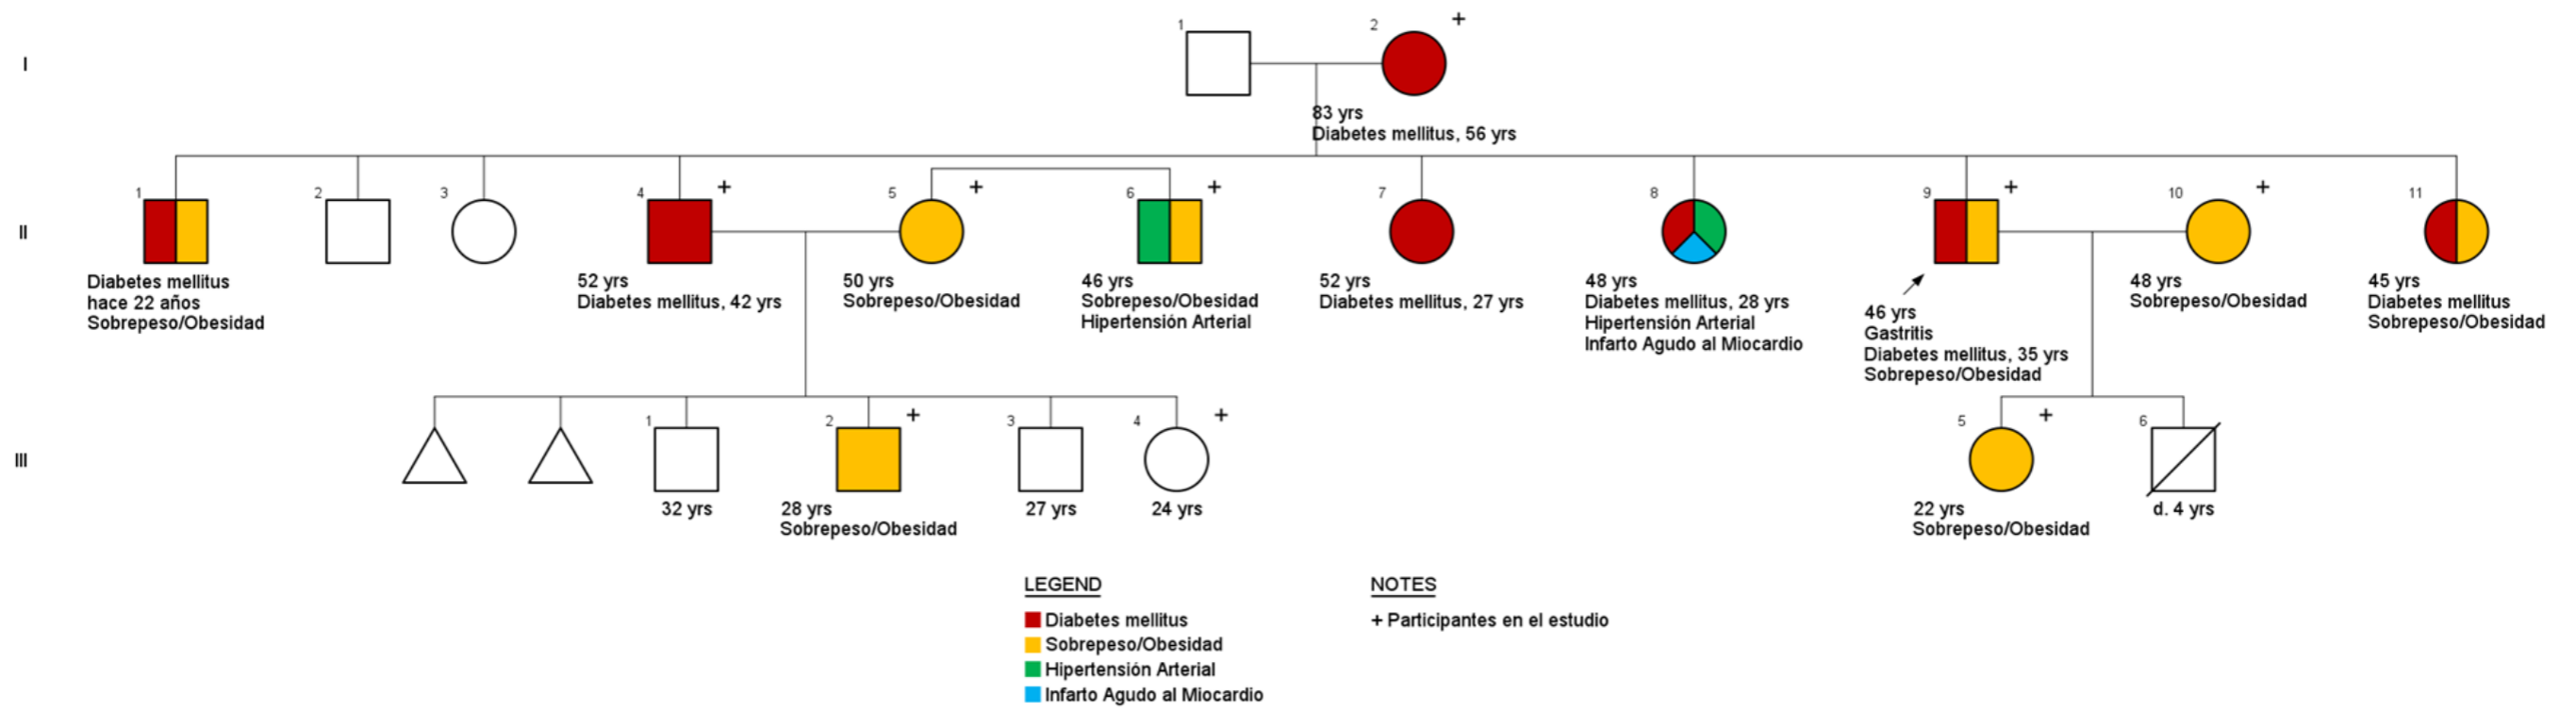 1 2 +
I
83 yrs
Diabetes mellitus, 56 yrs
II
1
Diabetes mellitus
hace 22 años
Sobrepeso/Obesidad
2
3
4 +
52 yrs
Diabetes mellitus, 42 yrs
5 +
50 yrs
Sobrepeso/Obesidad
6 +
46 yrs
Sobrepeso/Obesidad
Hipertensión Arterial
7
52 yrs
Diabetes mellitus, 27 yrs
8
48 yrs
Diabetes mellitus, 28 yrs
Hipertensión Arterial
Infarto Agudo al Miocardio
9 +
46 yrs
Gastritis
Diabetes mellitus, 35 yrs
Sobrepeso/Obesidad
10 +
48 yrs
Sobrepeso/Obesidad
11
45 yrs
Diabetes mellitus
Sobrepeso/Obesidad
III
1
32 yrs
2 +
28 yrs
Sobrepeso/Obesidad
3
27 yrs
4 +
24 yrs
5 +
22 yrs
Sobrepeso/Obesidad
6
d. 4 yrs
LEGEND
Diabetes mellitus
Sobrepeso/Obesidad
Hipertensión Arterial
Infarto Agudo al Miocardio
NOTES
+ Participantes en el estudio